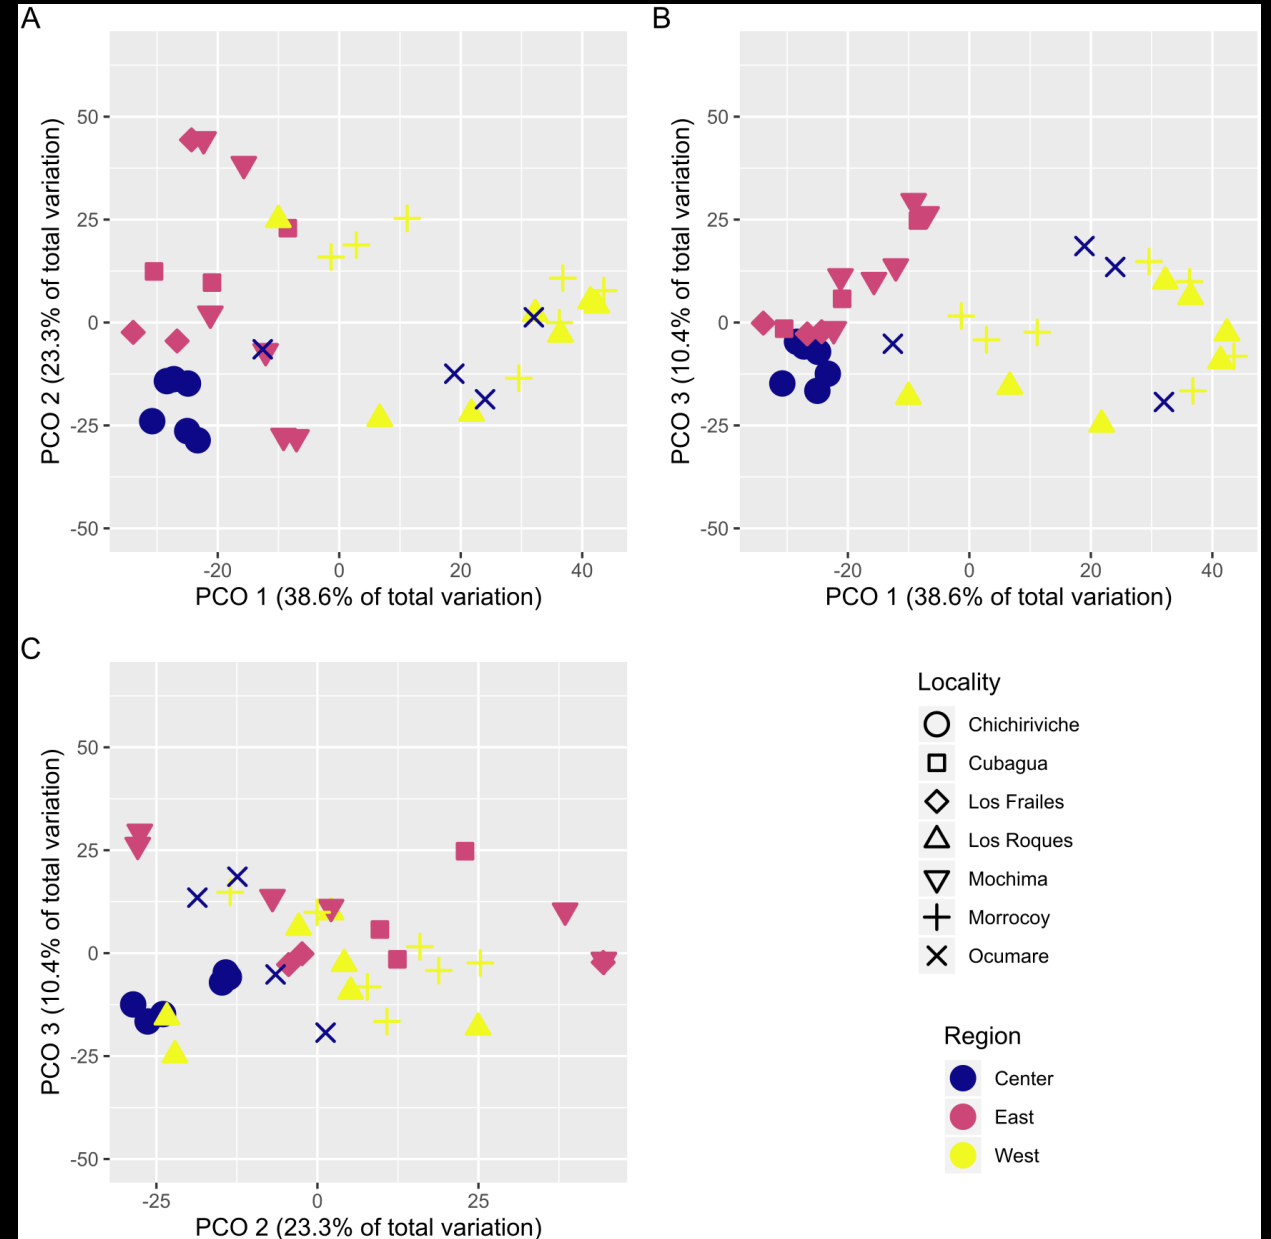 A
B
50
25
0
-25
-50
PCO 2 (23.3% of total variation)
-20 0 20 40
PCO 1 (38.6% of total variation)
50
25
0
-25
-50
PCO 3 (10.4% of total variation)
-20 0 20 40
PCO 1 (38.6% of total variation)
C
50
25
0
-25
-50
PCO 3 (10.4% of total variation)
-25 0 25
PCO 2 (23.3% of total variation)
Locality
Chichiriviche
Cubagua
Los Frailes
Los Roques
Mochima
Morrocoy
Ocumare
Region
Center
East
West